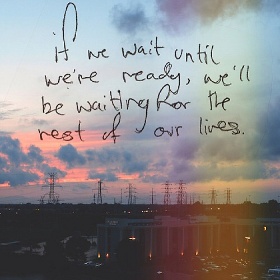 if we wait until
we're ready, we'll
be waiting for the
rest of our lives.